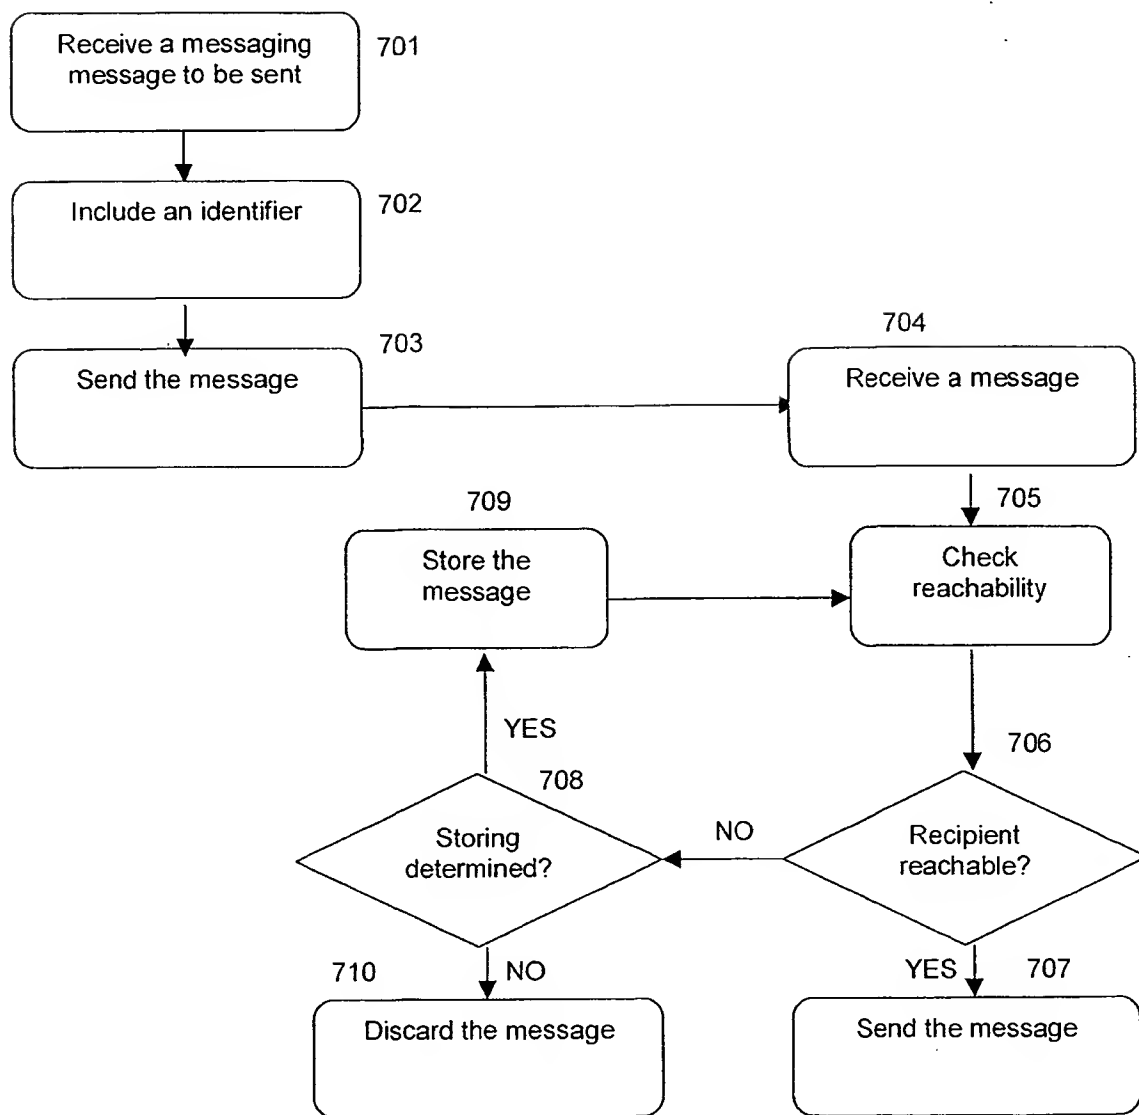 Receive a messaging
message to be sent
701
Include an identifier
702
Send the message
703
704
Receive a message
705
Check
reachability
709
Store the
message
YES
706
708
Storing
determined?
NO
Recipient
reachable?
710
NO
Discard the message
YES
707
Send the message